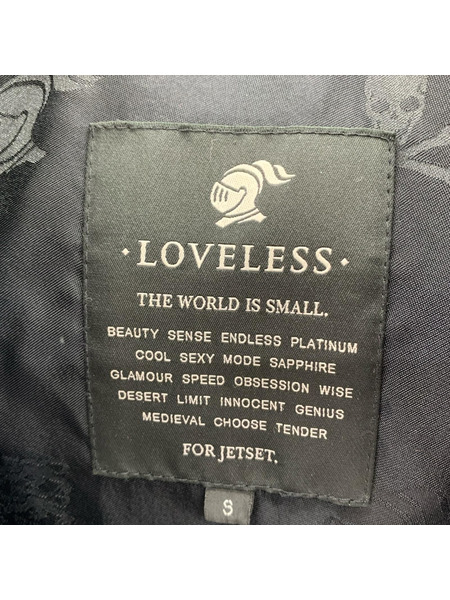 · LOVELESS ·
THE WORLD IS SMALL.
BEAUTY SENSE ENDLESS PLATINUM
COOL SEXY MODE SAPPHIRE
GLAMOUR SPEED OBSESSION WISE
DESERT LIMIT INNOCENT GENIUS
MEDIEVAL CHOOSE TENDER
FOR JETSET.
S